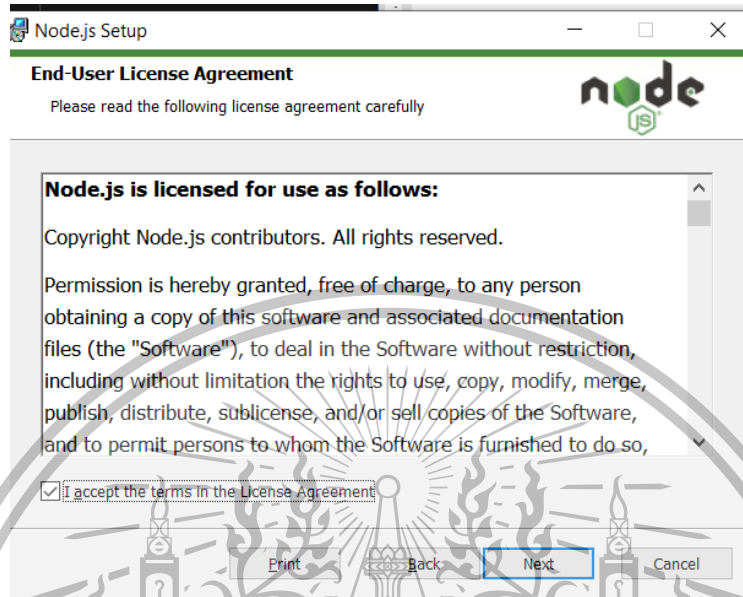 Node.js Setup
End-User License Agreement
Please read the following license agreement carefully
node
JS
Node.js is licensed for use as follows:
Copyright Node.js contributors. All rights reserved.
Permission is hereby granted, free of charge, to any person
obtaining a copy of this software and associated documentation
files (the "Software"), to deal in the Software without restriction,
including without limitation the rights to use, copy, modify, merge,
publish, distribute, sublicense, and/or sell copies of the Software,
and to permit persons to whom the Software is furnished to do so,
I accept the terms in the License Agreement
Print Back Next Cancel